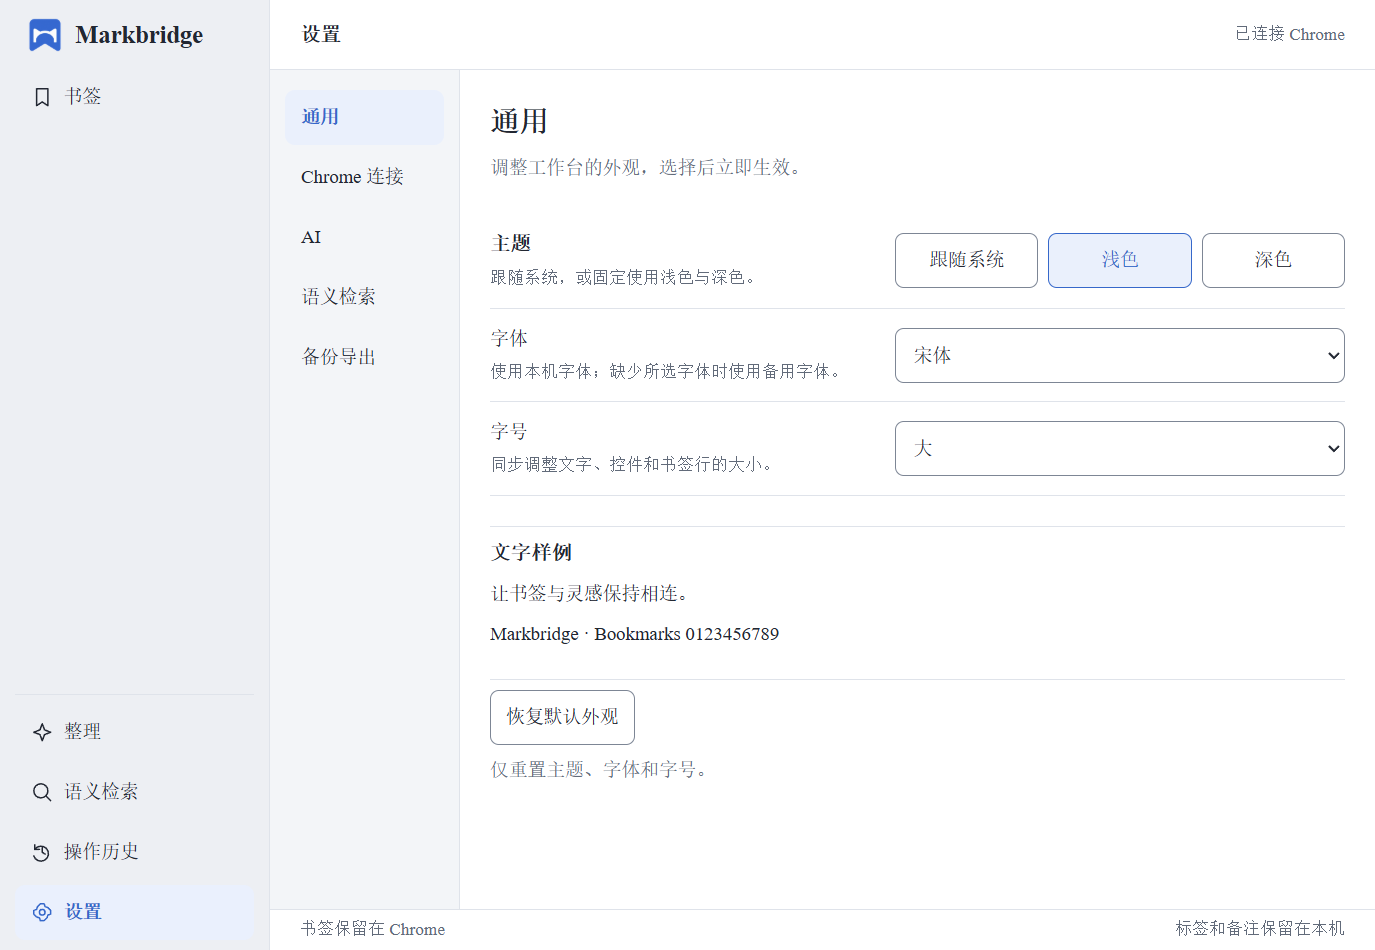 Markbridge
书签
整理
语义检索
操作历史
设置
设置
已连接 Chrome
通用
Chrome 连接
AI
语义检索
备份导出
通用
调整工作台的外观，选择后立即生效。
主题
跟随系统，或固定使用浅色与深色。
跟随系统
浅色
深色
字体
使用本机字体；缺少所选字体时使用备用字体。
宋体
字号
同步调整文字、控件和书签行的大小。
大
文字样例
让书签与灵感保持相连。
Markbridge · Bookmarks 0123456789
恢复默认外观
仅重置主题、字体和字号。
书签保留在 Chrome
标签和备注保留在本机